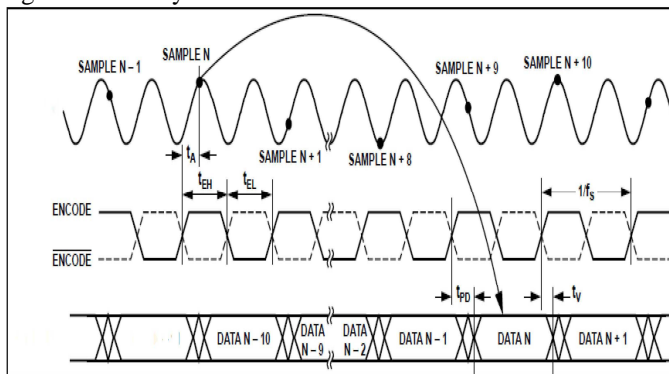 SAMPLE N – 1
SAMPLE N
SAMPLE N + 9
SAMPLE N + 10
SAMPLE N + 1
SAMPLE N + 8
tA
tEH
tEL
1/fS
ENCODE
ENCODE
tPD
tV
DATA N – 10
DATA N – 9
DATA N – 2
DATA N – 1
DATA N
DATA N + 1